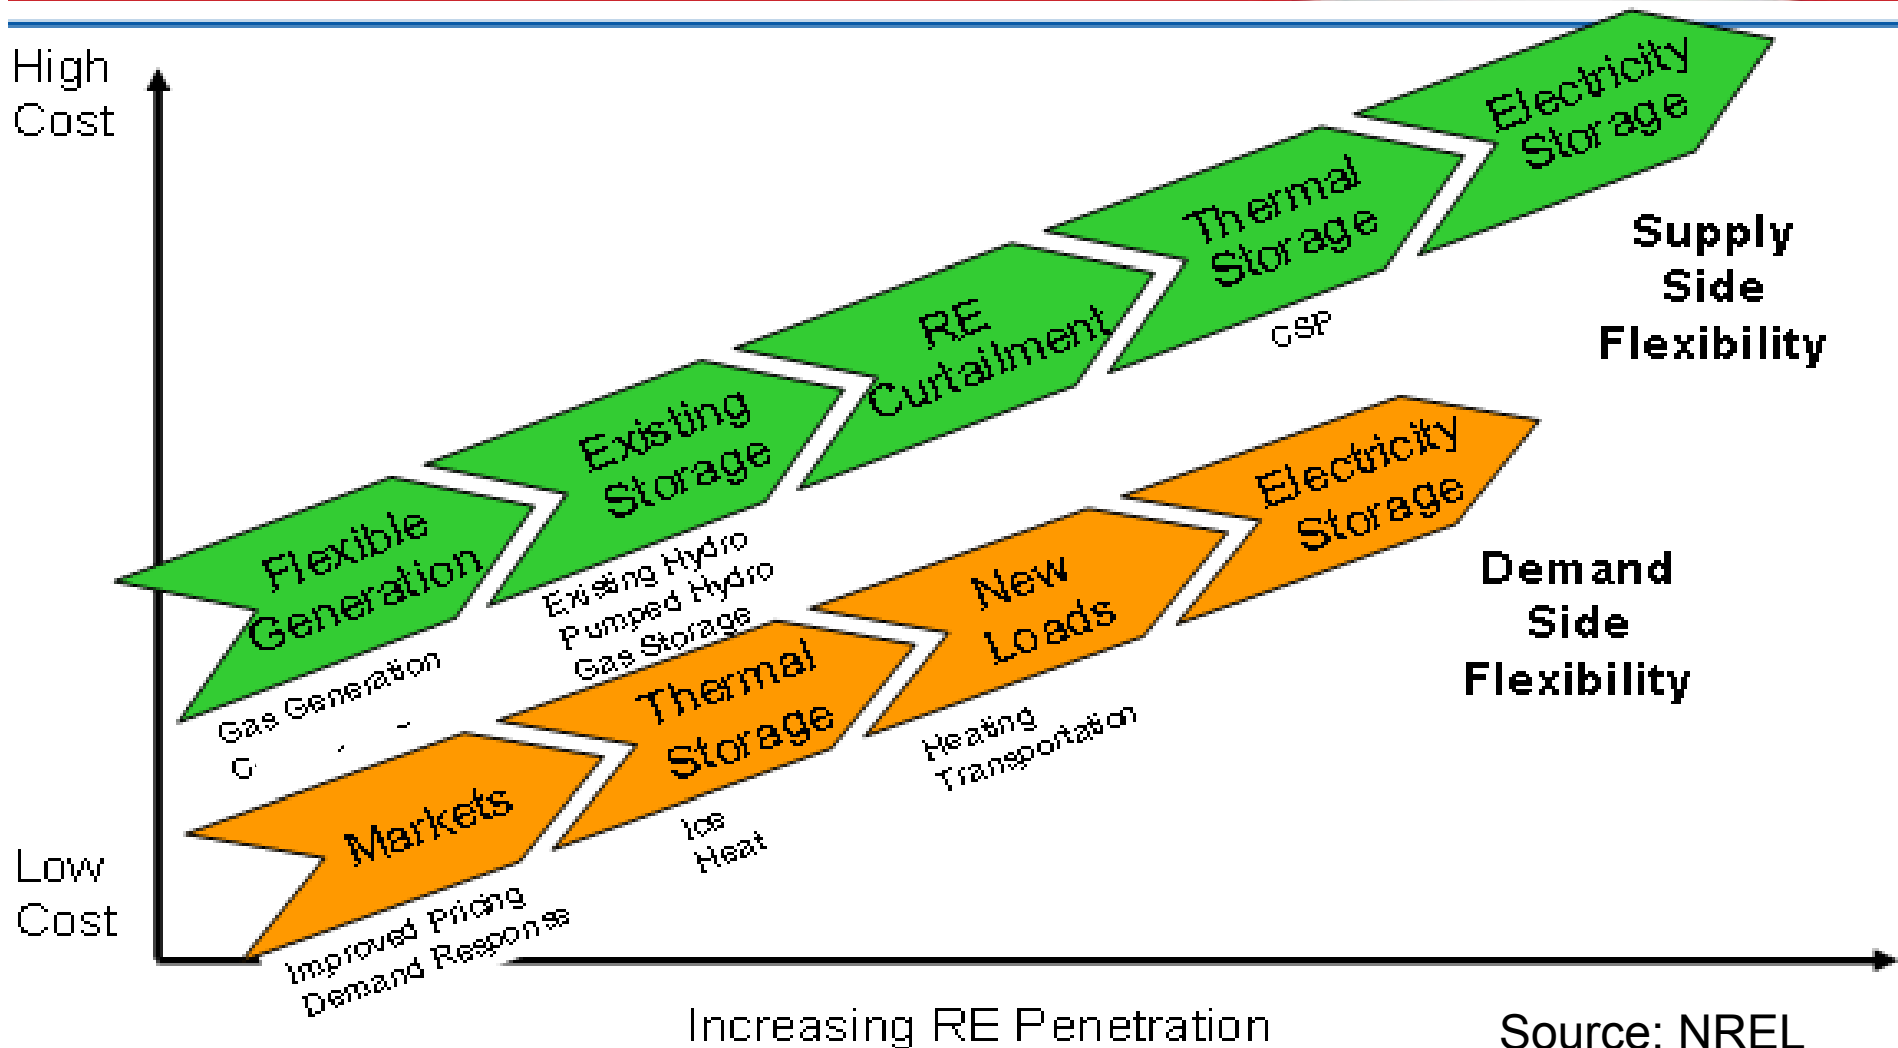 High
Cost
Electricity
Storage
Thermal
Storage
CSP
RE
Curtailment
Existing
Storage
Existing Hydro
Pumped Hydro
Gas Storage
Flexible
Generation
Gas Generation
Supply
Side
Flexibility
Electricity
Storage
New
Loads
Heating
Transportation
Thermal
Storage
Ice
Heat
Markets
Improved Pricing
Demand Response
Demand
Side
Flexibility
Low
Cost
Increasing RE Penetration
Source: NREL